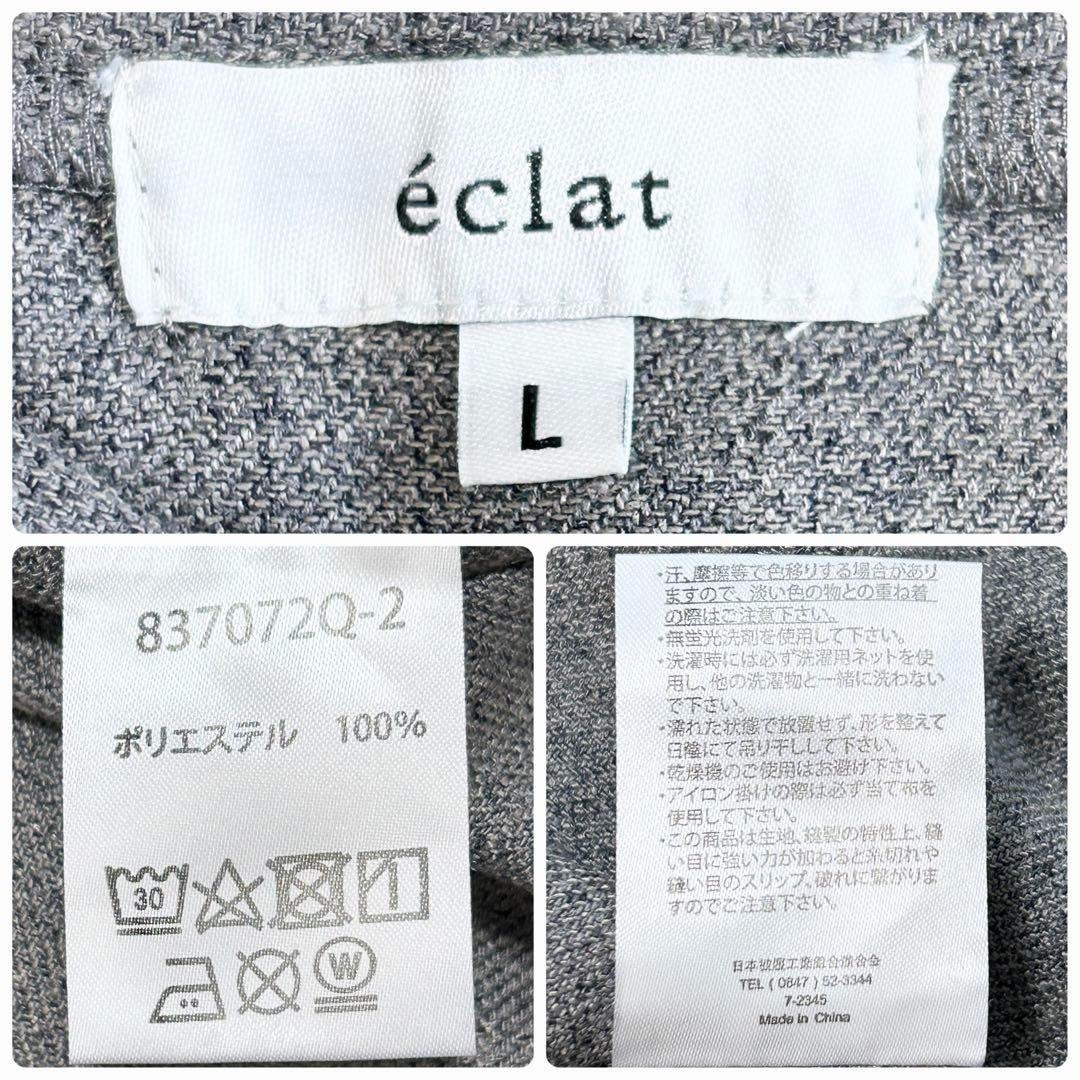 éclat
L
837072Q-2
ポリエステル 100%
30
W
・汗、摩擦等で色移りする場合があり
ますので、淡い色の物との重ね着
の際はご注意下さい。
・無蛍光洗剤を使用して下さい。
・洗濯時には必ず洗濯用ネットを使
用し、他の洗濯物と一緒に洗わない
で下さい。
・濡れた状態で放置せず、形を整えて
日陰にて吊り干しして下さい。
・乾燥機のご使用はお避け下さい。
・アイロン掛けの際は必ず当て布を
使用して下さい。
・この商品は生地、縫製の特性上、縫
い目に強い力が加わると糸切れや
縫い目のスリップ、破れに繋がりま
すのでご注意下さい。
日本被服工業組合連合会
TEL(0847)52-3344
7-2345
Made in China